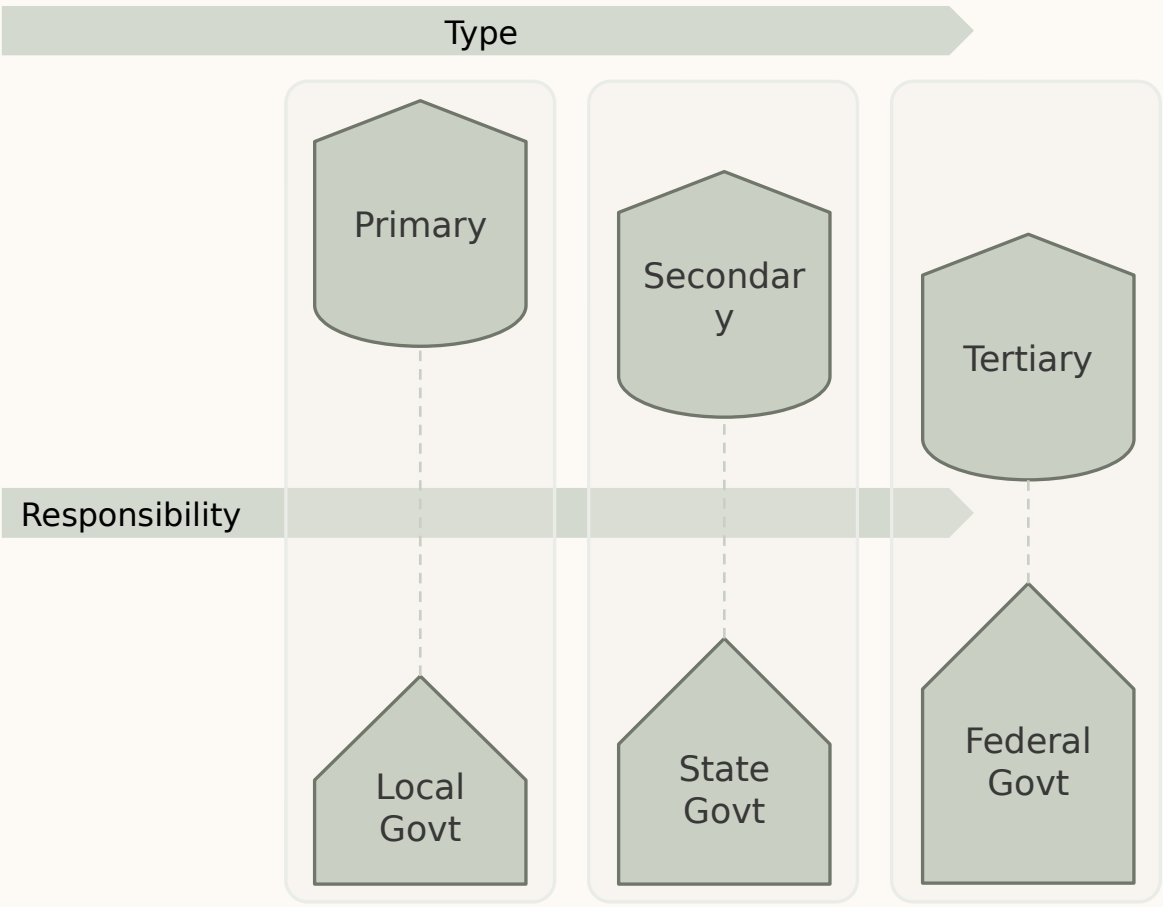 Type
Primary
Secondar
y
Tertiary
Responsibility
Local
Govt
State
Govt
Federal
Govt